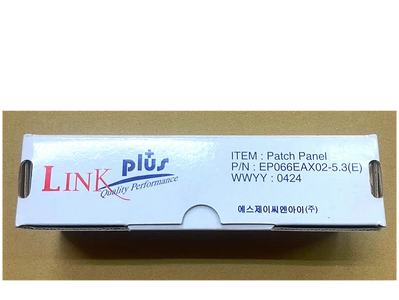 LINK plus
Quality Performance
ITEM : Patch Panel
P/N : EP066EAX02-5.3(E)
WWYY : 0424
에스제이씨엔아이(주)